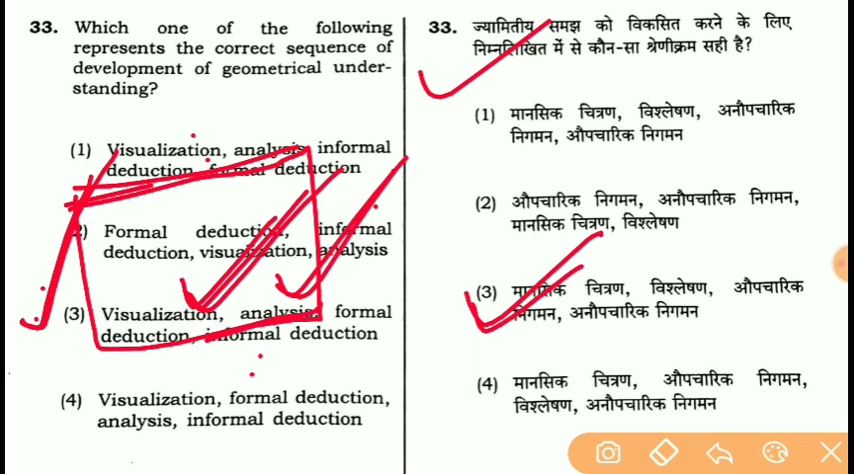 33. Which one of the following
represents the correct sequence of
development of geometrical under-
standing?
(1) Visualization, analysis, informal
deduction, formal deduction
(2) Formal deduction, informal
deduction, visualization, analysis
(3) Visualization, analysis, formal
deduction, informal deduction
(4) Visualization, formal deduction,
analysis, informal deduction
33. ज्यामितीय समझ को विकसित करने के लिए
निम्नलिखित में से कौन-सा श्रेणीक्रम सही है?
(1) मानसिक चित्रण, विश्लेषण, अनौपचारिक
निगमन, औपचारिक निगमन
(2) औपचारिक निगमन, अनौपचारिक निगमन,
मानसिक चित्रण, विश्लेषण
(3) मानसिक चित्रण, विश्लेषण, औपचारिक
निगमन, अनौपचारिक निगमन
(4) मानसिक चित्रण, औपचारिक निगमन,
विश्लेषण, अनौपचारिक निगमन